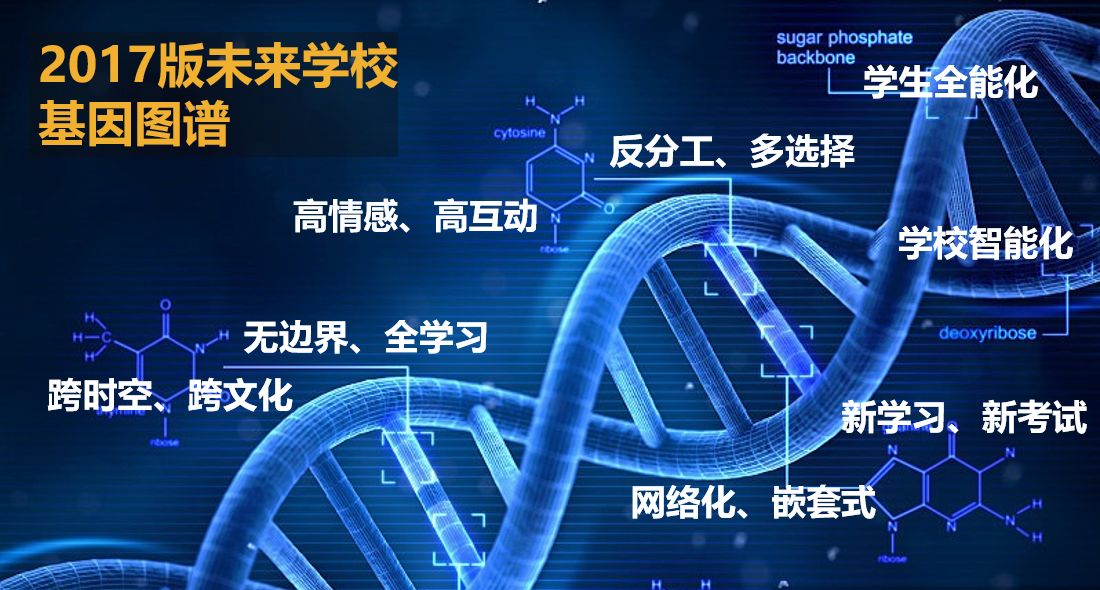 2017版未来学校
基因图谱
sugar phosphate
backbone
学生全能化
cytosine
反分工、多选择
N
H
H
N
N
O
高情感、高互动
ribose
学校智能化
deoxyribose
O
H
H
C
H
H
N
无边界、全学习
跨时空、跨文化
N
ribose
新学习、新考试
N
N
网络化、嵌套式
N
N
N
H
H
ribose
H
H